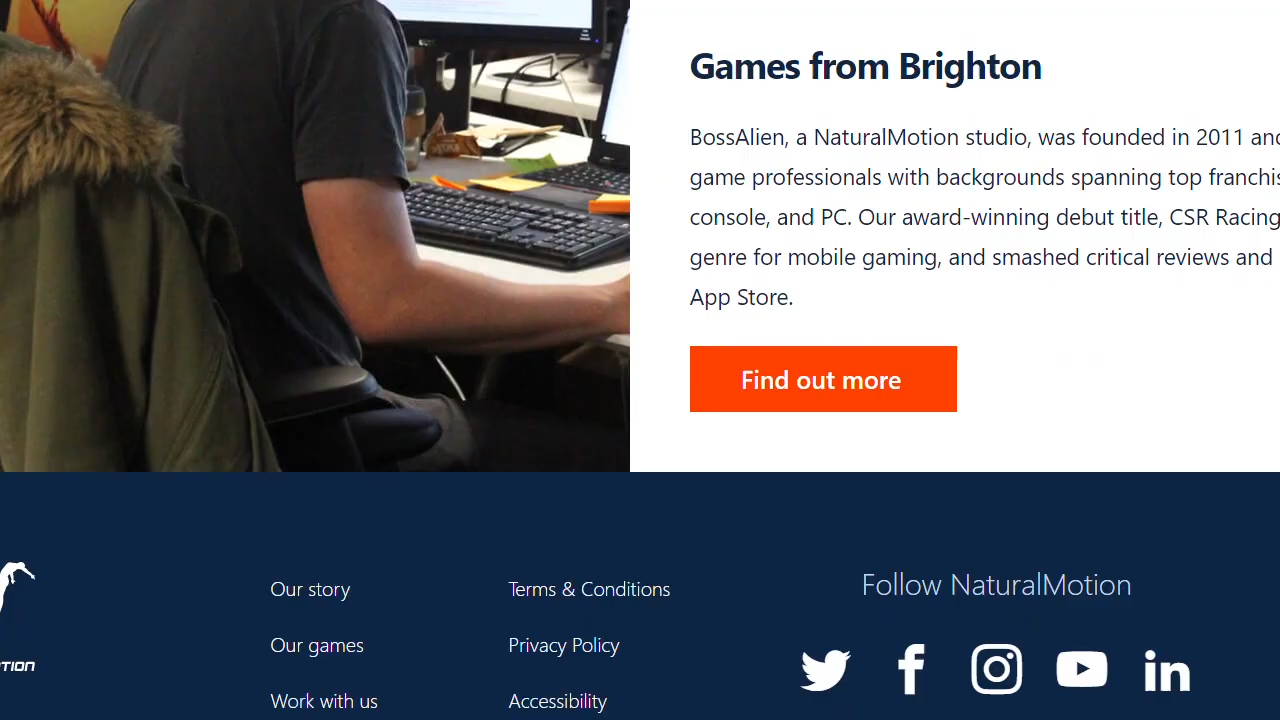 Games from Brighton
BossAlien, a NaturalMotion studio, was founded in 2011 and
game professionals with backgrounds spanning top
console, and PC. Our award-winning debut title, CSR Racing
genre for mobile gaming, and smashed critical reviews and
App Store.
Find out more
Our story
Our games
Work with us
Terms & Conditions
Privacy Policy
Accessibility
Follow NaturalMotion